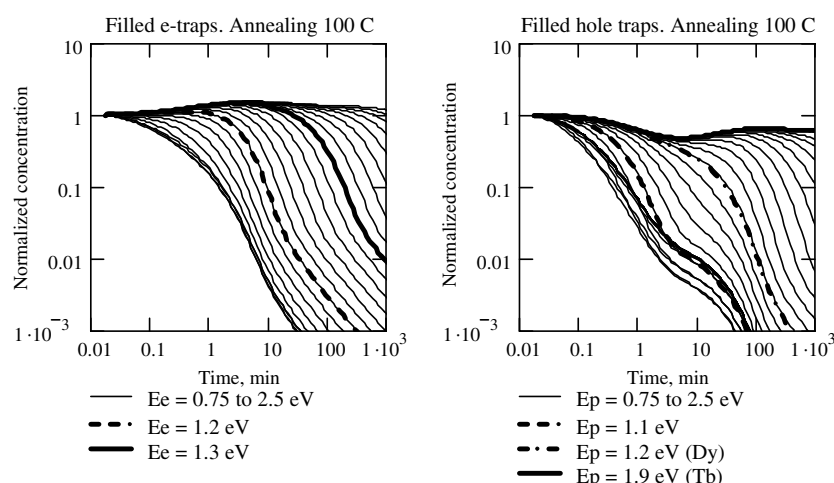 Filled e-traps. Annealing 100 C
Normalized concentration
10
1
0.1
0.01
1·10⁻³
0.01 0.1 1 10 100 1·10³
Time, min
Ee = 0.75 to 2.5 eV
Ee = 1.2 eV
Ee = 1.3 eV
Filled hole traps. Annealing 100 C
Normalized concentration
10
1
0.1
0.01
1·10⁻³
0.01 0.1 1 10 100 1·10³
Time, min
Ep = 0.75 to 2.5 eV
Ep = 1.1 eV
Ep = 1.2 eV (Dy)
Ep = 1.9 eV (Tb)